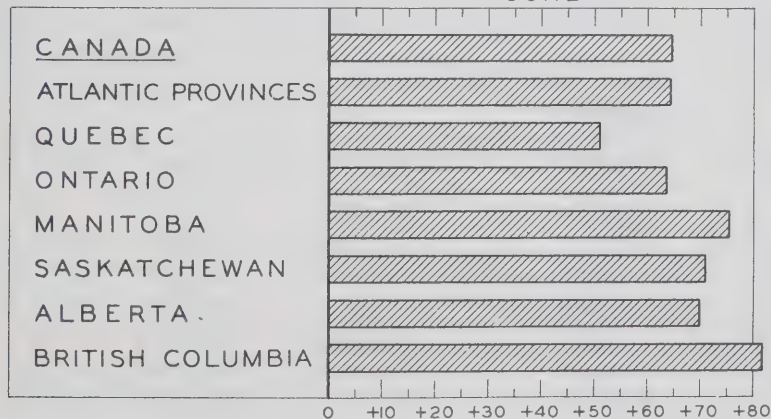 CANADA
ATLANTIC PROVINCES
QUEBEC
ONTARIO
MANITOBA
SASKATCHEWAN
ALBERTA.
BRITISH COLUMBIA
0 +10 +20 +30 +40 +50 +60 +70 +80